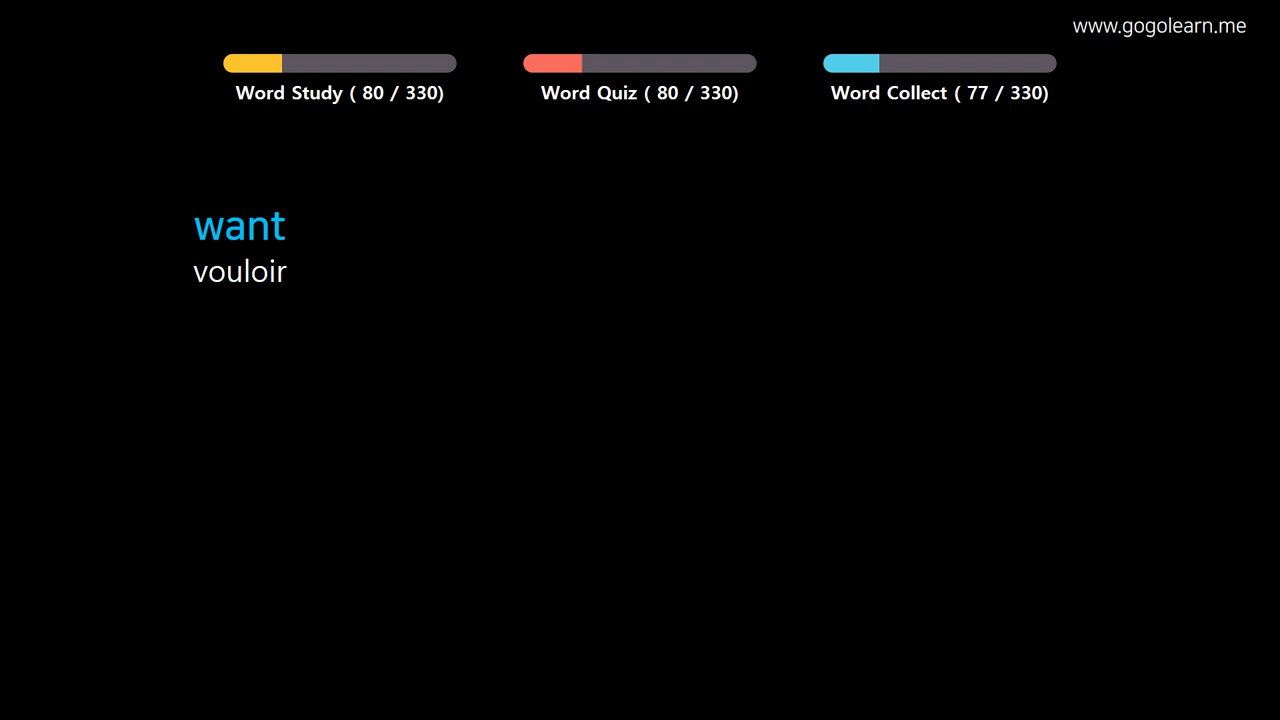 www.gogolearn.me
Word Study ( 80 / 330)
Word Quiz ( 80 / 330)
Word Collect ( 77 / 330)
want
vouloir